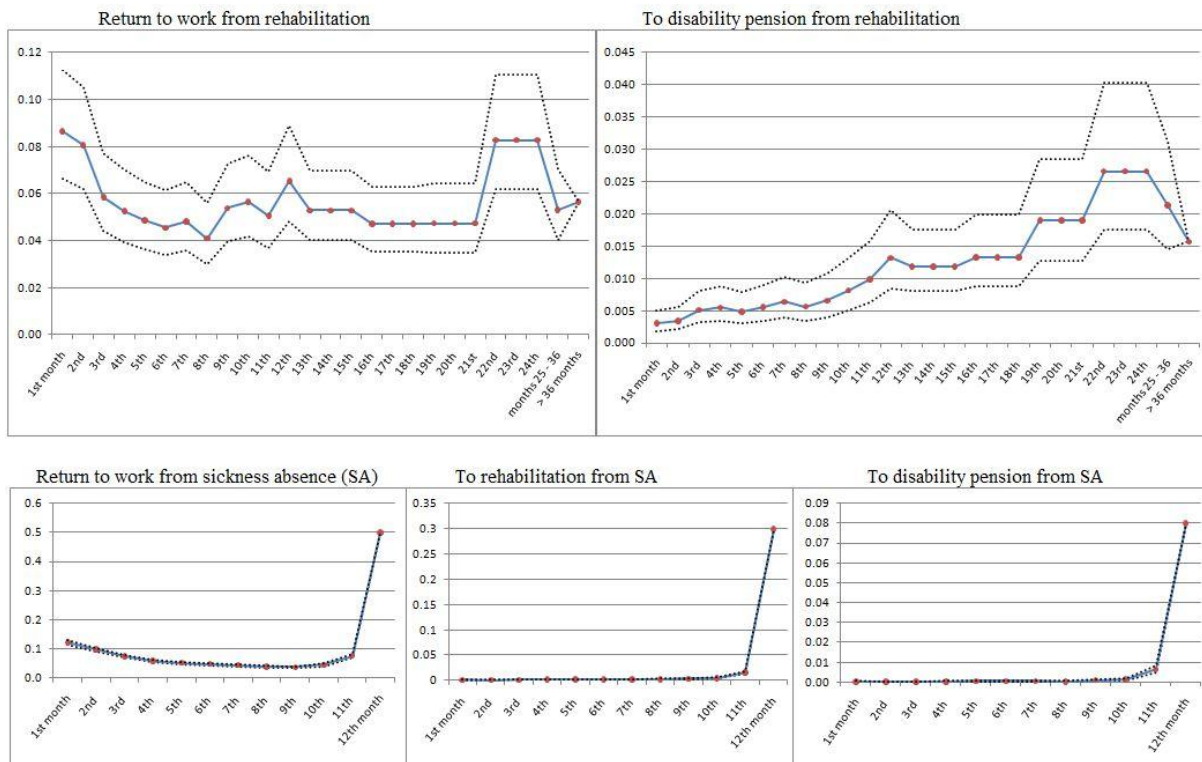 Return to work from rehabilitation
0.12
0.10
0.08
0.06
0.04
0.02
0.00
1st month
2nd
3rd
4th
5th
6th
7th
8th
9th
10th
11th
12th
13th
14th
15th
16th
17th
18th
19th
20th
21st
22nd
23rd
24th
months 25 - 36
> 36 months
To disability pension from rehabilitation
0.045
0.040
0.035
0.030
0.025
0.020
0.015
0.010
0.005
0.000
1st month
2nd
3rd
4th
5th
6th
7th
8th
9th
10th
11th
12th
13th
14th
15th
16th
17th
18th
19th
20th
21st
22nd
23rd
24th
months 25 - 36
> 36 months
Return to work from sickness absence (SA)
0.6
0.5
0.4
0.3
0.2
0.1
0.0
1st month
2nd
3rd
4th
5th
6th
7th
8th
9th
10th
11th
12th month
To rehabilitation from SA
0.35
0.3
0.25
0.2
0.15
0.1
0.05
0
1st month
2nd
3rd
4th
5th
6th
7th
8th
9th
10th
11th
12th month
To disability pension from SA
0.09
0.08
0.07
0.06
0.05
0.04
0.03
0.02
0.01
0.00
1st month
2nd
3rd
4th
5th
6th
7th
8th
9th
10th
11th
12th month